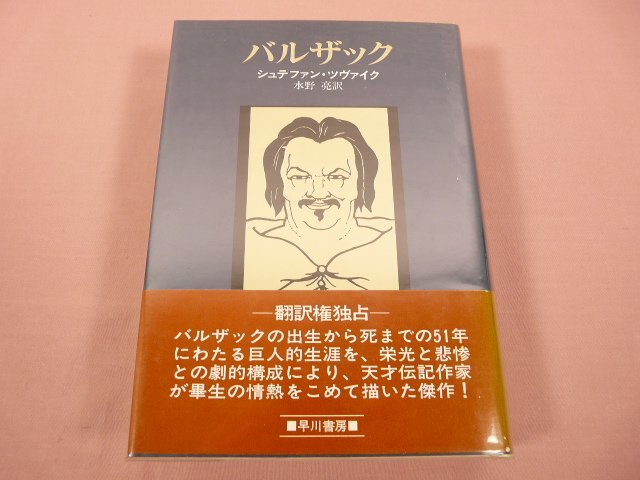 バルザック
シュテファン・ツヴァイク
水野 亮訳
―翻訳権独占―
バルザックの出生から死までの51年
にわたる巨人的生涯を、栄光と悲惨
との劇的構成により、天才伝記作家
が畢生の情熱をこめて描いた傑作！
■早川書房■